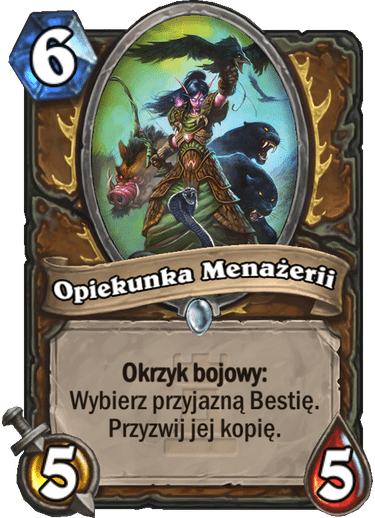 6
Opiekunka Menażerii
Okrzyk bojowy:
Wybierz przyjazną Bestię.
Przyzwij jej kopię.
5 5